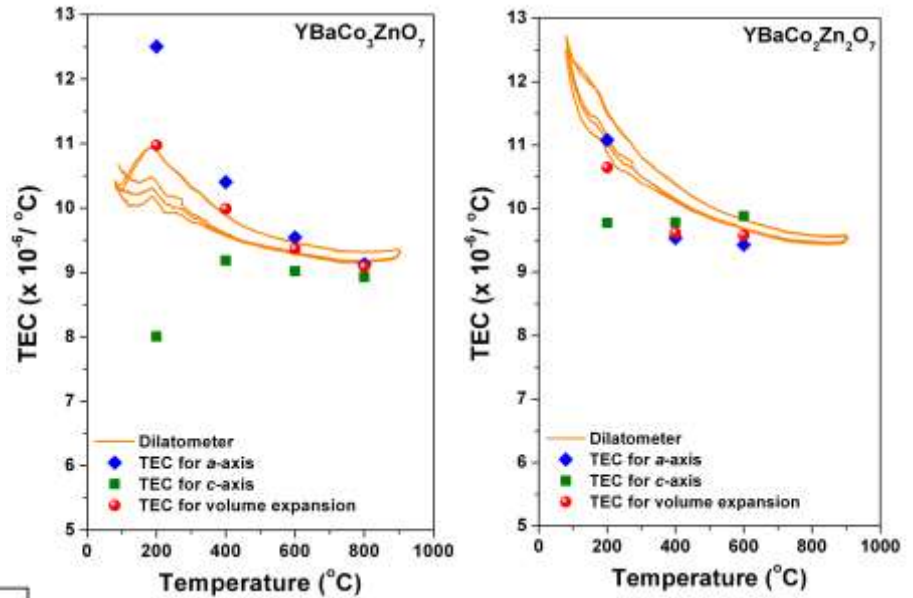 YBaCo₃ZnO₇
13
12
11
10
9
8
7
6
5
TEC (x 10⁻⁶/ °C)
Dilatometer
TEC for a-axis
TEC for c-axis
TEC for volume expansion
0 200 400 600 800 1000
Temperature (°C)
YBaCo₂Zn₂O₇
13
12
11
10
9
8
7
6
5
TEC (x 10⁻⁶/ °C)
Dilatometer
TEC for a-axis
TEC for c-axis
TEC for volume expansion
0 200 400 600 800 1000
Temperature (°C)